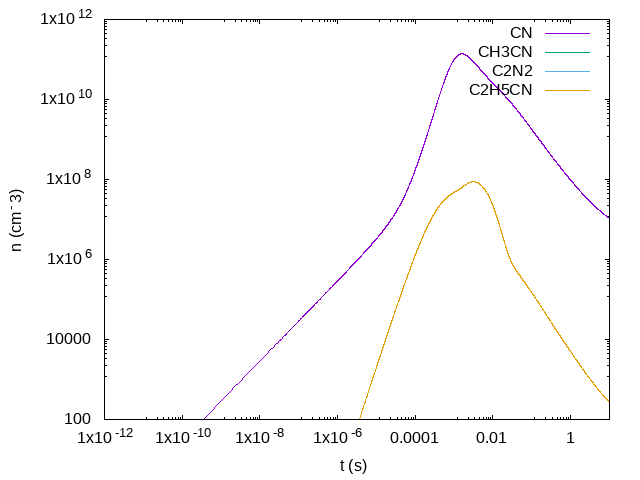 1x10 12
1x10 10
1x10 8
1x10 6
10000
100
n (cm-3)
CN
CH3CN
C2N2
C2H5CN
1x10-12 1x10-10 1x10-8 1x10-6 0.0001 0.01 1
t (s)